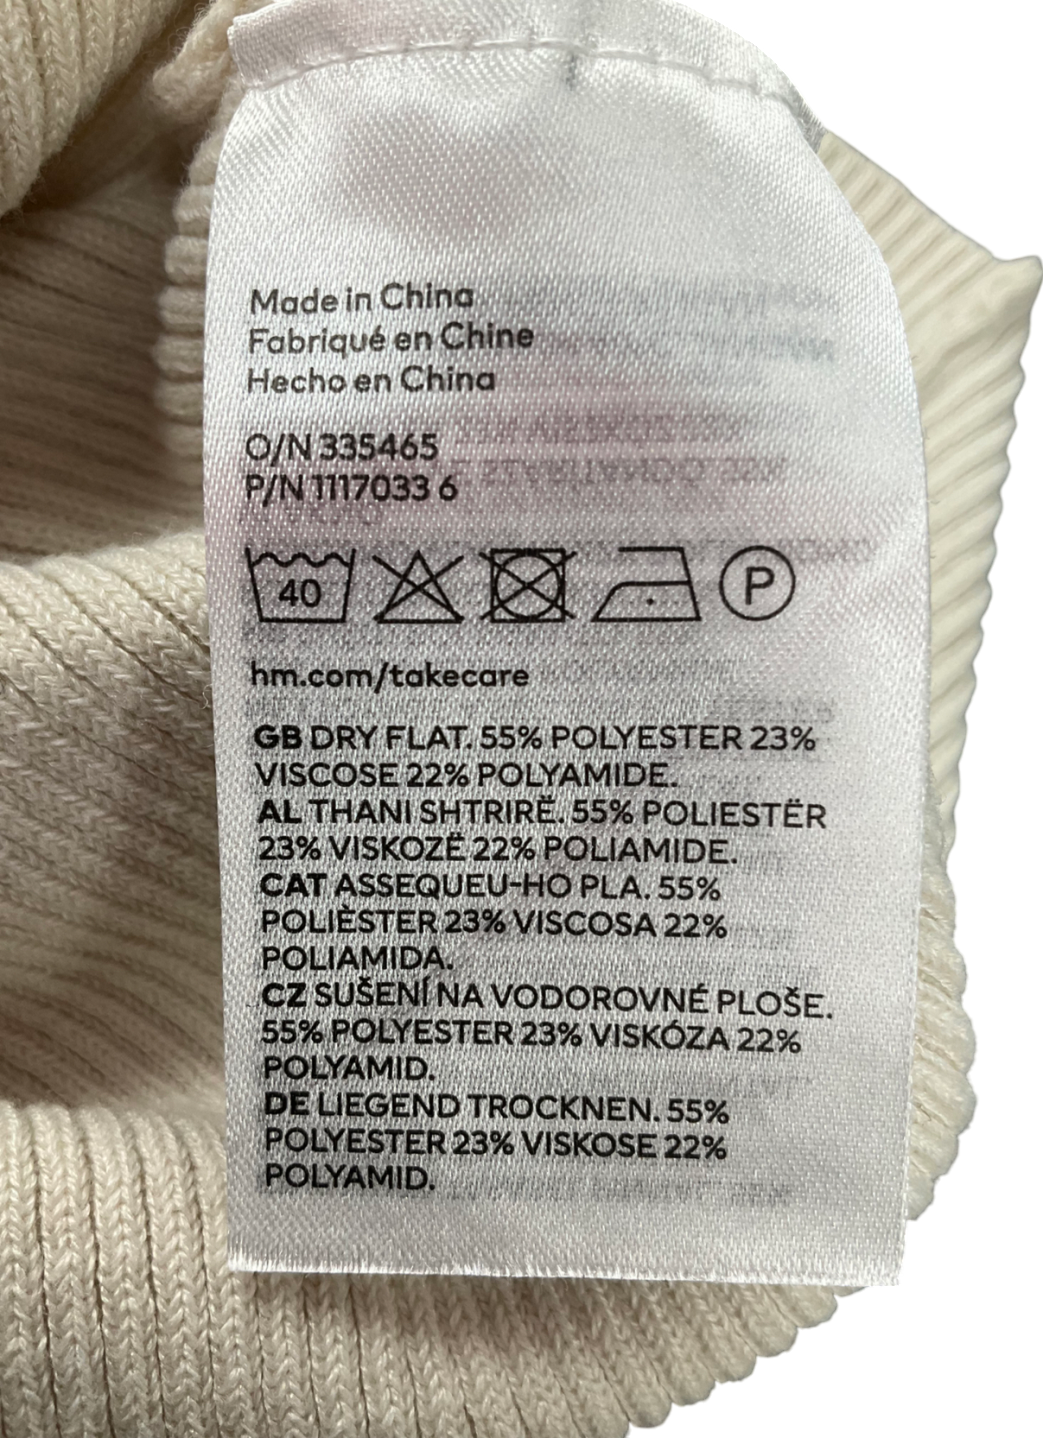 Made in China
Fabriqué en Chine
Hecho en China
O/N 335465
P/N 1117033 6
40
P
hm.com/takecare
GB DRY FLAT. 55% POLYESTER 23%
VISCOSE 22% POLYAMIDE.
AL THANI SHTRIRË. 55% POLIESTËR
23% VISKOZË 22% POLIAMIDE.
CAT ASSEQUEU-HO PLA. 55%
POLIÈSTER 23% VISCOSA 22%
POLIAMIDA.
CZ SUŠENÍ NA VODOROVNÉ PLOŠE.
55% POLYESTER 23% VISKÓZA 22%
POLYAMID.
DE LIEGEND TROCKNEN. 55%
POLYESTER 23% VISKOSE 22%
POLYAMID.